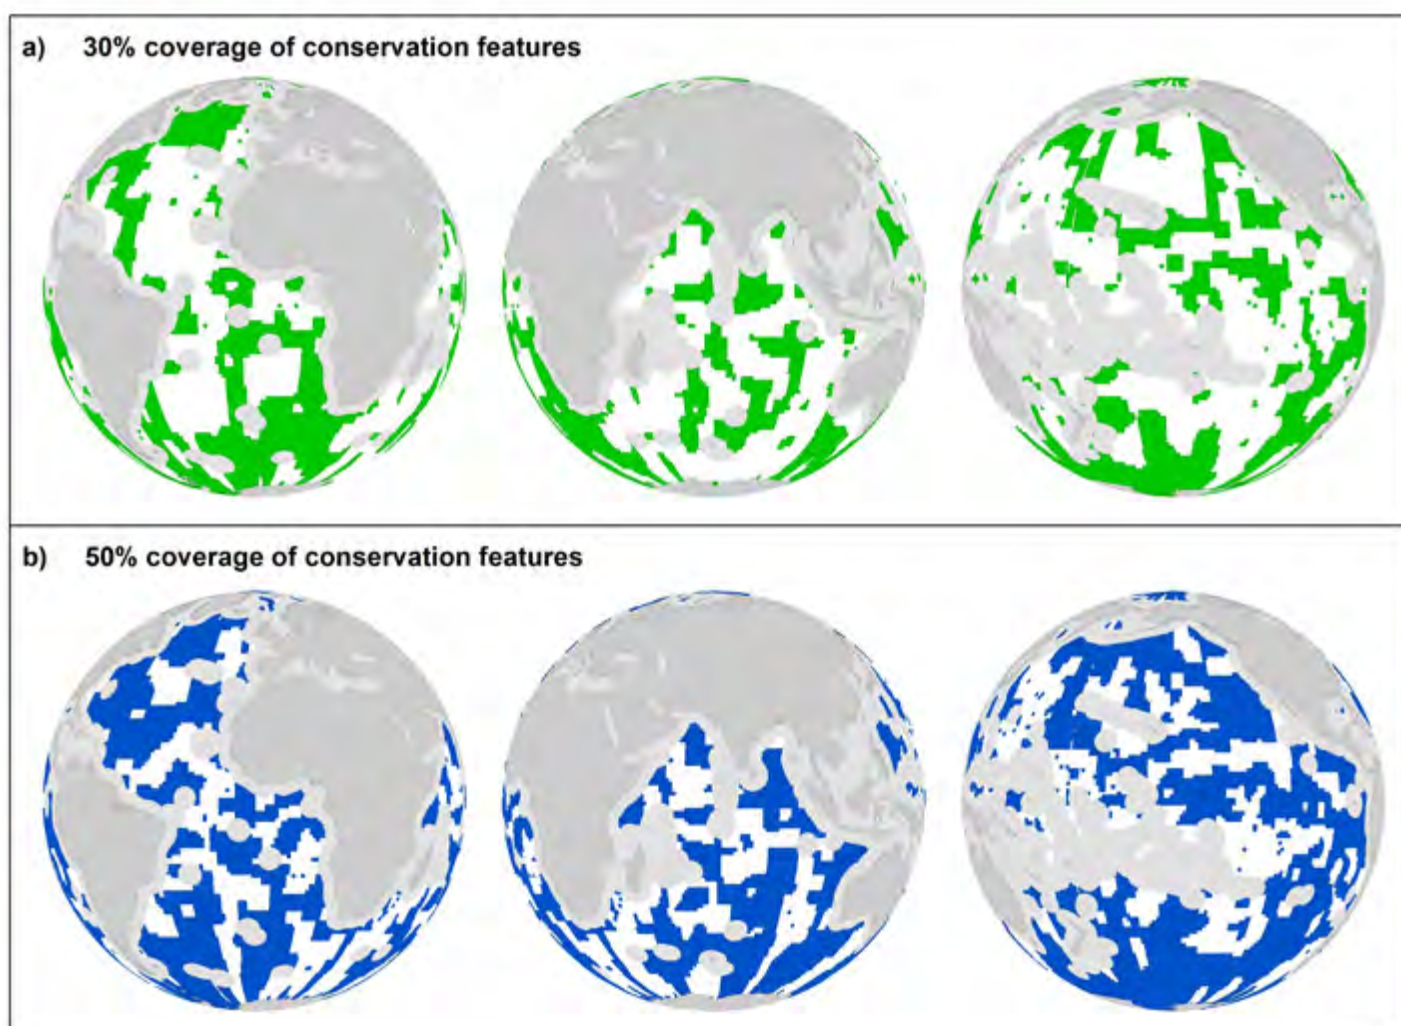 a) 30% coverage of conservation features
b) 50% coverage of conservation features